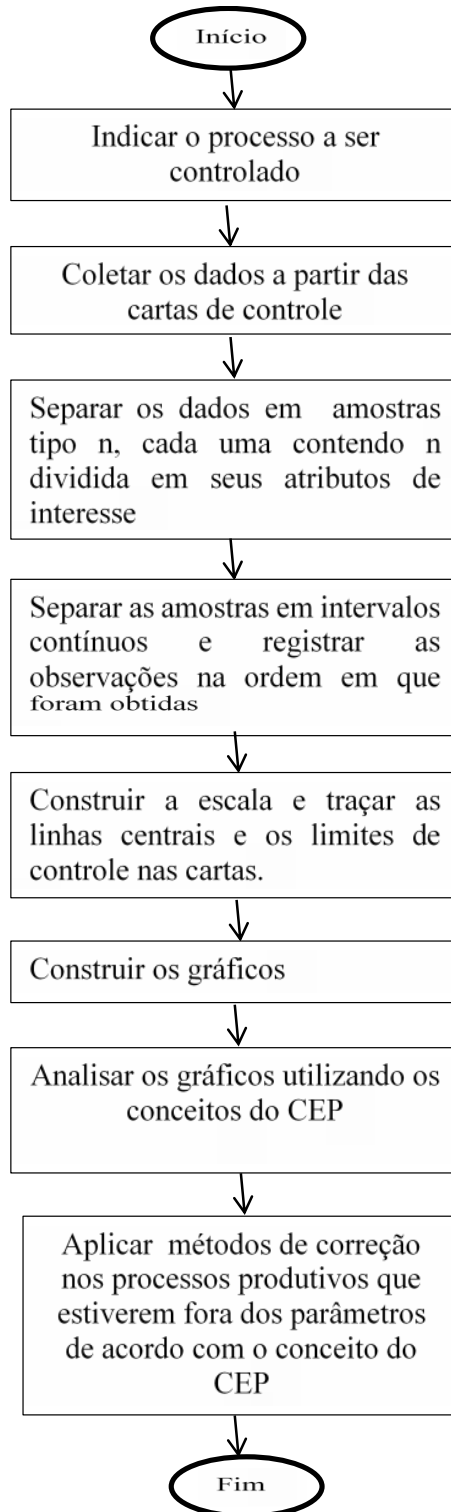 Início
Indicar o processo a ser
controlado
Coletar os dados a partir das
cartas de controle
Separar os dados em amostras
tipo n, cada uma contendo n
dividida em seus atributos de
interesse
Separar as amostras em intervalos
contínuos e registrar as
observações na ordem em que
foram obtidas
Construir a escala e traçar as
linhas centrais e os limites de
controle nas cartas.
Construir os gráficos
Analisar os gráficos utilizando os
conceitos do CEP
Aplicar métodos de correção
nos processos produtivos que
estiverem fora dos parâmetros
de acordo com o conceito do
CEP
Fim